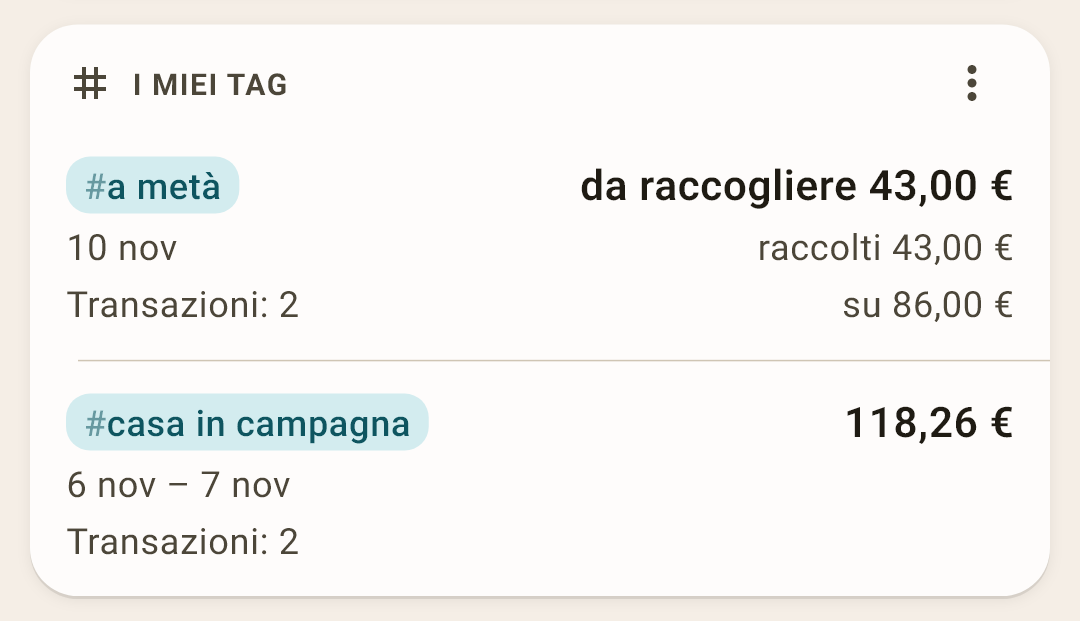 # I MIEI TAG
#a metà da raccogliere 43,00 €
10 nov raccolti 43,00 €
Transazioni: 2 su 86,00 €
#casa in campagna 118,26 €
6 nov – 7 nov
Transazioni: 2